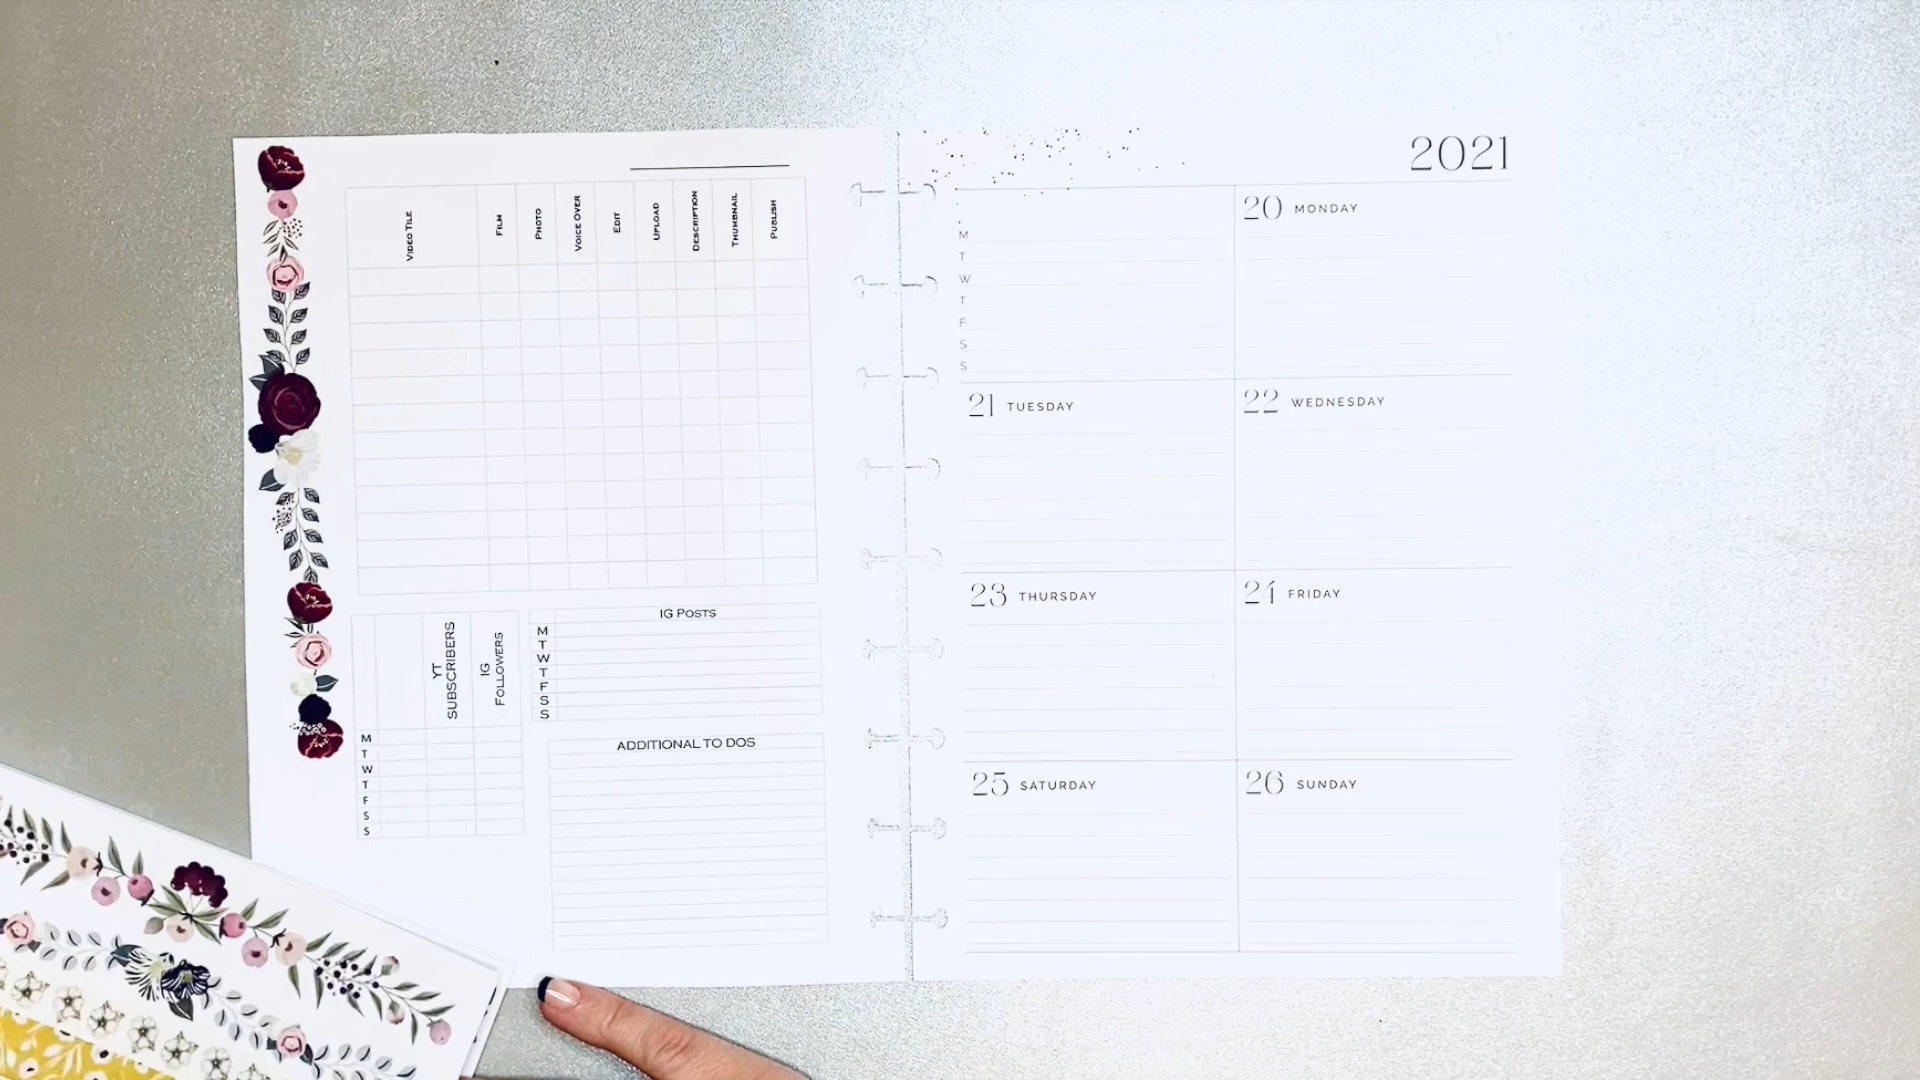 VIDEO TILE
FILM
PHOTO
VOICE OVER
EDIT
UPLOAD
DESCRIPTION
THUMBNAIL
PUBLISH
YT SUBSCRIBERS
IG FOLLOWERS
M
T
W
T
F
S
S
IG POSTS
M
T
W
T
F
S
S
ADDITIONAL TO DOS
2021
M
T
W
T
F
S
S
20 MONDAY
21 TUESDAY
22 WEDNESDAY
23 THURSDAY
24 FRIDAY
25 SATURDAY
26 SUNDAY